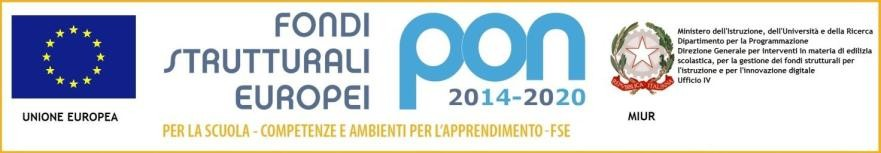 UNIONE EUROPEA
FONDI
STRUTTURALI
EUROPEI
pon
2014-2020
PER LA SCUOLA - COMPETENZE E AMBIENTI PER L'APPRENDIMENTO -FSE
REPVBBLICA ITALIANA
MIUR
Ministero dell'Istruzione, dell'Università e della Ricerca
Dipartimento per la Programmazione
Direzione Generale per interventi in materia di edilizia
scolastica, per la gestione dei fondi strutturali per
l'istruzione e per l'innovazione digitale
Ufficio IV